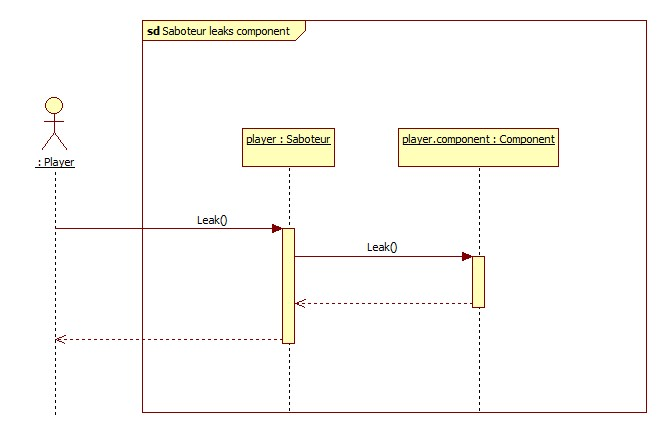 sd Saboteur leaks component
: Player
player : Saboteur
player.component : Component
Leak()
Leak()